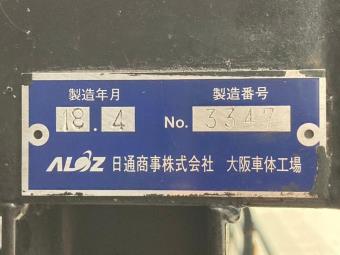 製造年月 製造番号
18.4 No. 3347
ALOZ 日通商事株式会社 大阪車体工場